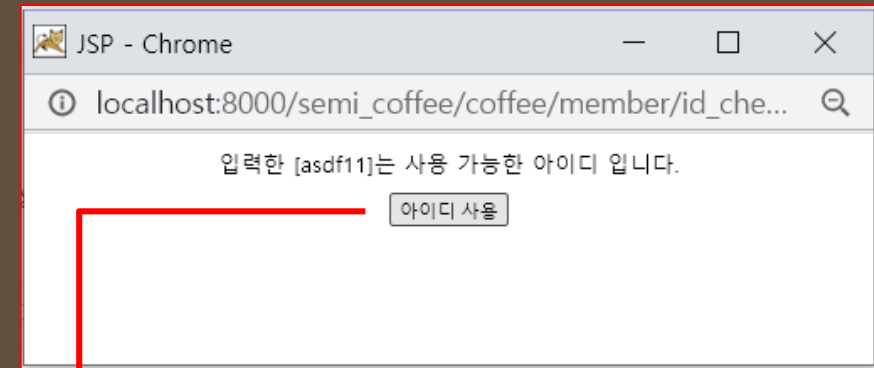 JSP - Chrome
localhost:8000/semi_coffee/coffee/member/id_che...
입력한 [asdf11]는 사용 가능한 아이디 입니다.
아이디 사용